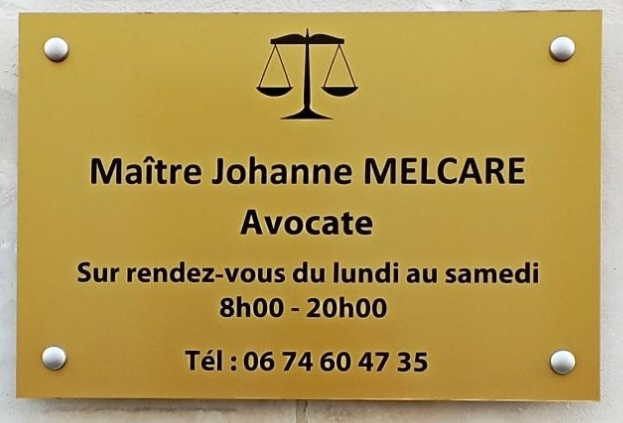 Maître Johanne MELCARE
Avocate
Sur rendez-vous du lundi au samedi
8h00 - 20h00
Tél : 06 74 60 47 35